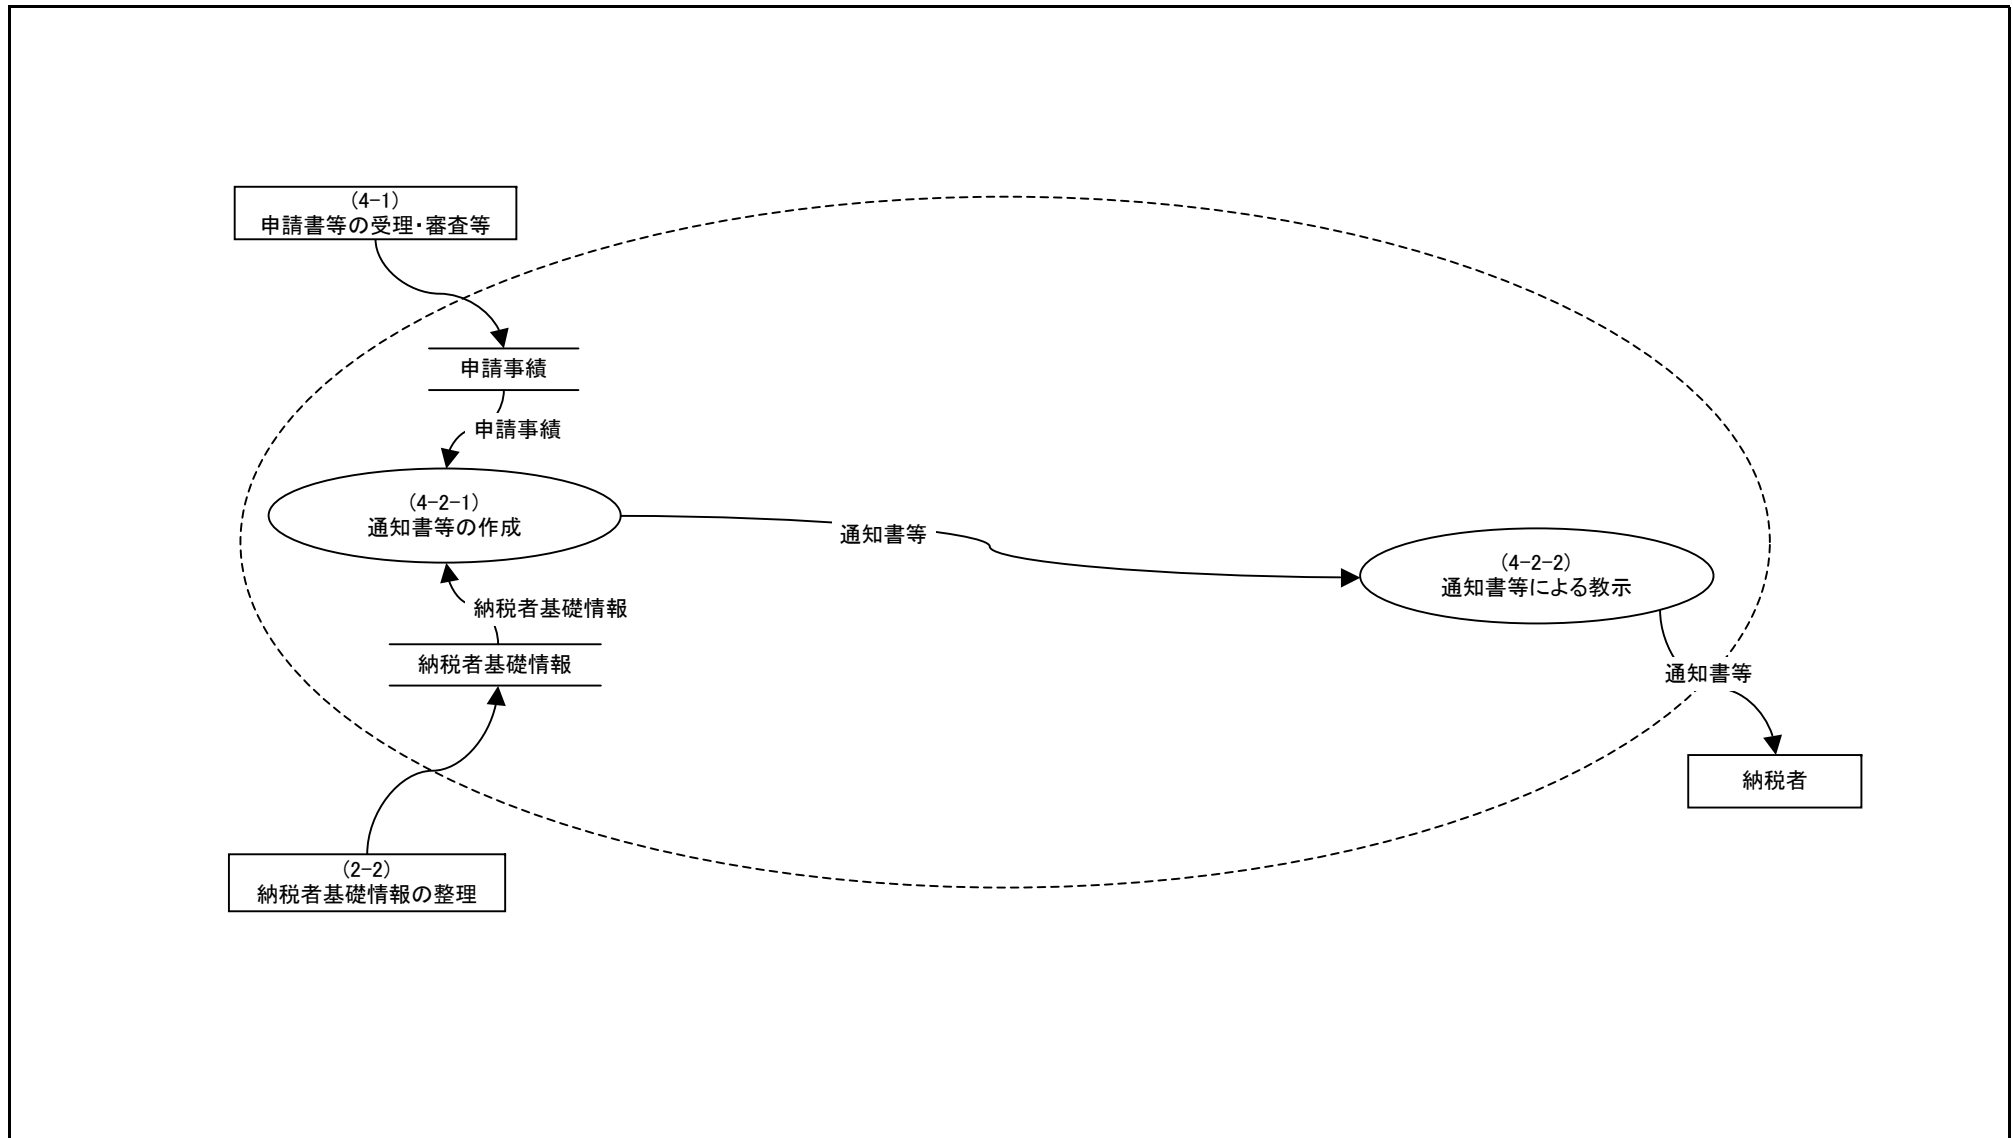 (4-1)
申請書等の受理・審査等
申請事績
申請事績
(4-2-1)
通知書等の作成
通知書等
(4-2-2)
通知書等による教示
納税者基礎情報
納税者基礎情報
通知書等
納税者
(2-2)
納税者基礎情報の整理